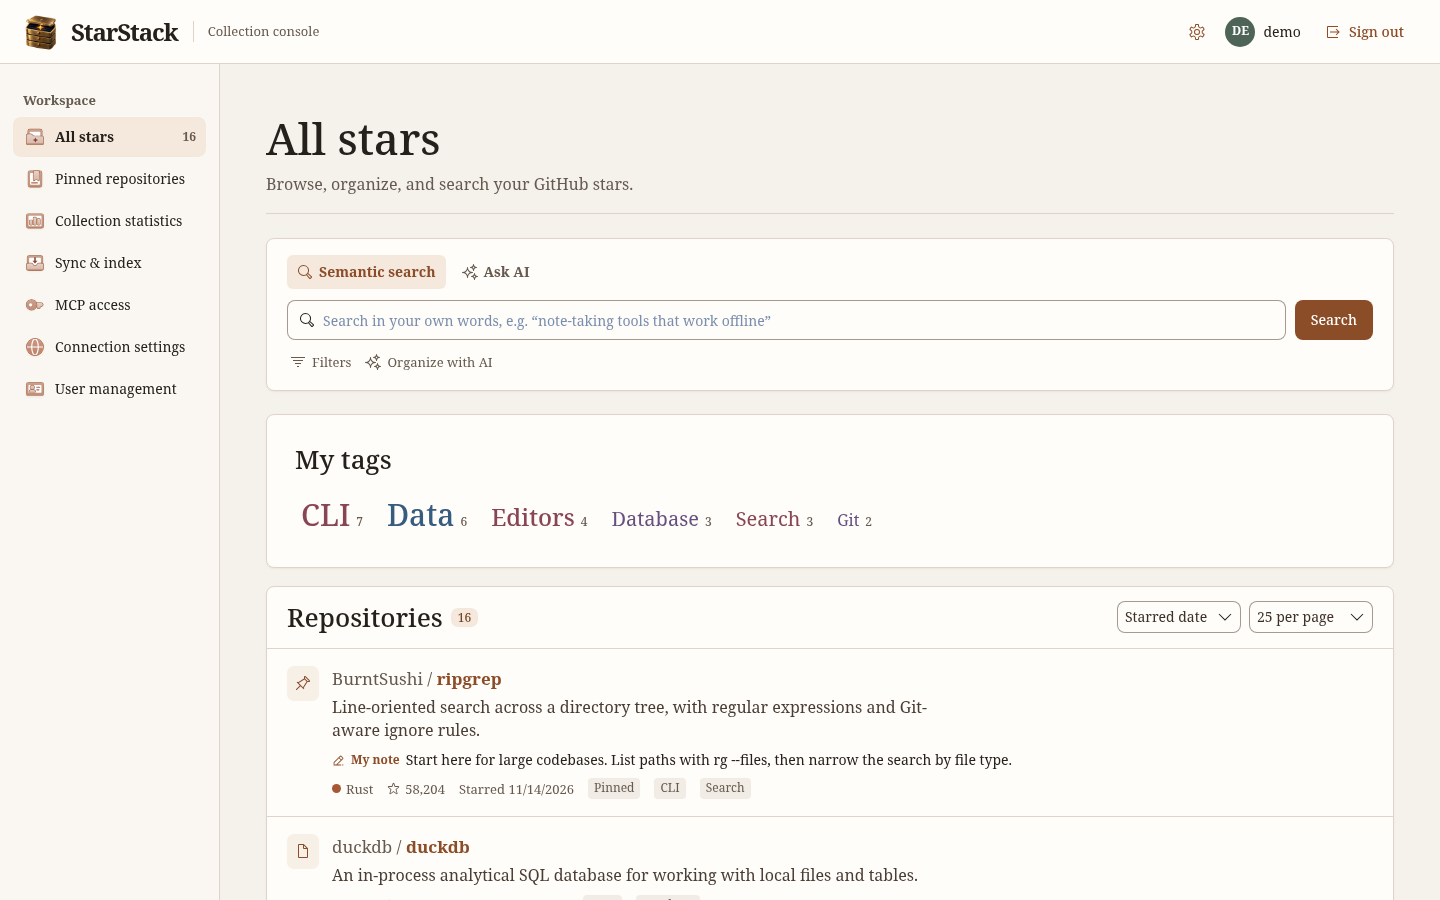 StarStack
Collection console
DE
demo
Sign out
Workspace
All stars 16
Pinned repositories
Collection statistics
Sync & index
MCP access
Connection settings
User management
All stars
Browse, organize, and search your GitHub stars.
Semantic search
Ask AI
Search in your own words, e.g. “note-taking tools that work offline”
Search
Filters
Organize with AI
My tags
CLI 7 Data 6 Editors 4 Database 3 Search 3 Git 2
Repositories 16
Starred date
25 per page
BurntSushi / ripgrep
Line-oriented search across a directory tree, with regular expressions and Git-
aware ignore rules.
My note Start here for large codebases. List paths with rg --files, then narrow the search by file type.
Rust 58,204 Starred 11/14/2026 Pinned CLI Search
duckdb / duckdb
An in-process analytical SQL database for working with local files and tables.